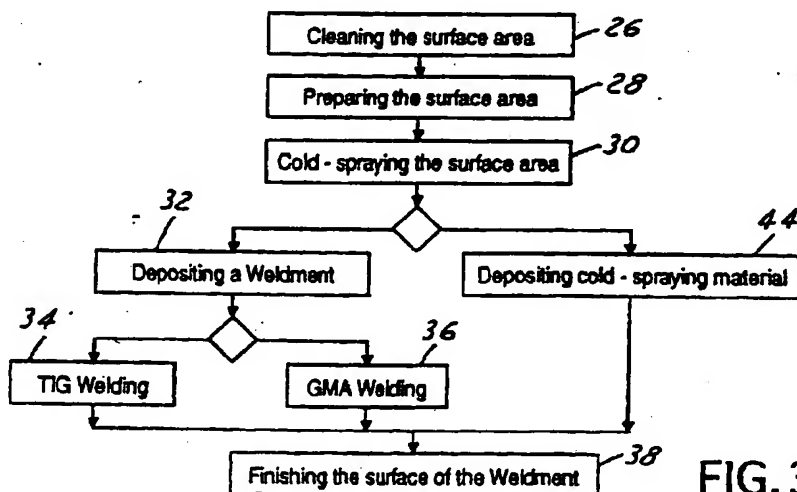 Cleaning the surface area 26
Preparing the surface area 28
Cold - spraying the surface area 30
32 44
Depositing a Weldment Depositing cold - spraying material
34 36
TIG Welding GMA Welding
Finishing the surface of the Weldment 38
FIG. 3